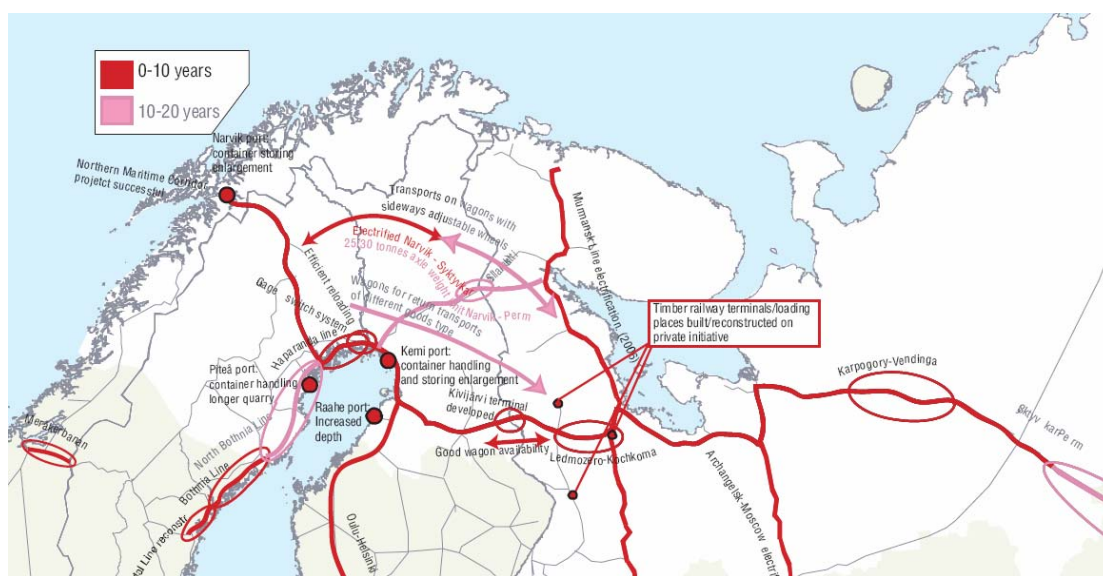 0-10 years
10-20 years
Narvik port:
container storing
enlargement
Northern Maritime Corridor
projetct successful
Transports on wagons with
sideways adjustable wheels
Electrified Narvik - Syktyvkar
25/30 tonnes axle weight limit Narvik - Perm
Efficient reloading
Wagons for return transports
of different goods type
Gage switch system
Haparanda line
Murmansk Line electrification, (2005)
Timber railway terminals/loading
places built/reconstructed on
private initiative
Kemi port:
container handling
and storing enlargement
Piteå port:
container handling
longer quarry
Raahe port:
Increased
depth
Kivijärvi terminal
developed
Karpogory-Vendinga
Good wagon availability
Ledmozero-Kochkoma
Meråkerbanen
North Bothnia Line
Bothnia Line
tal Line reconstr.
Oulu-Helsinki
Archangelsk-Moscow electri